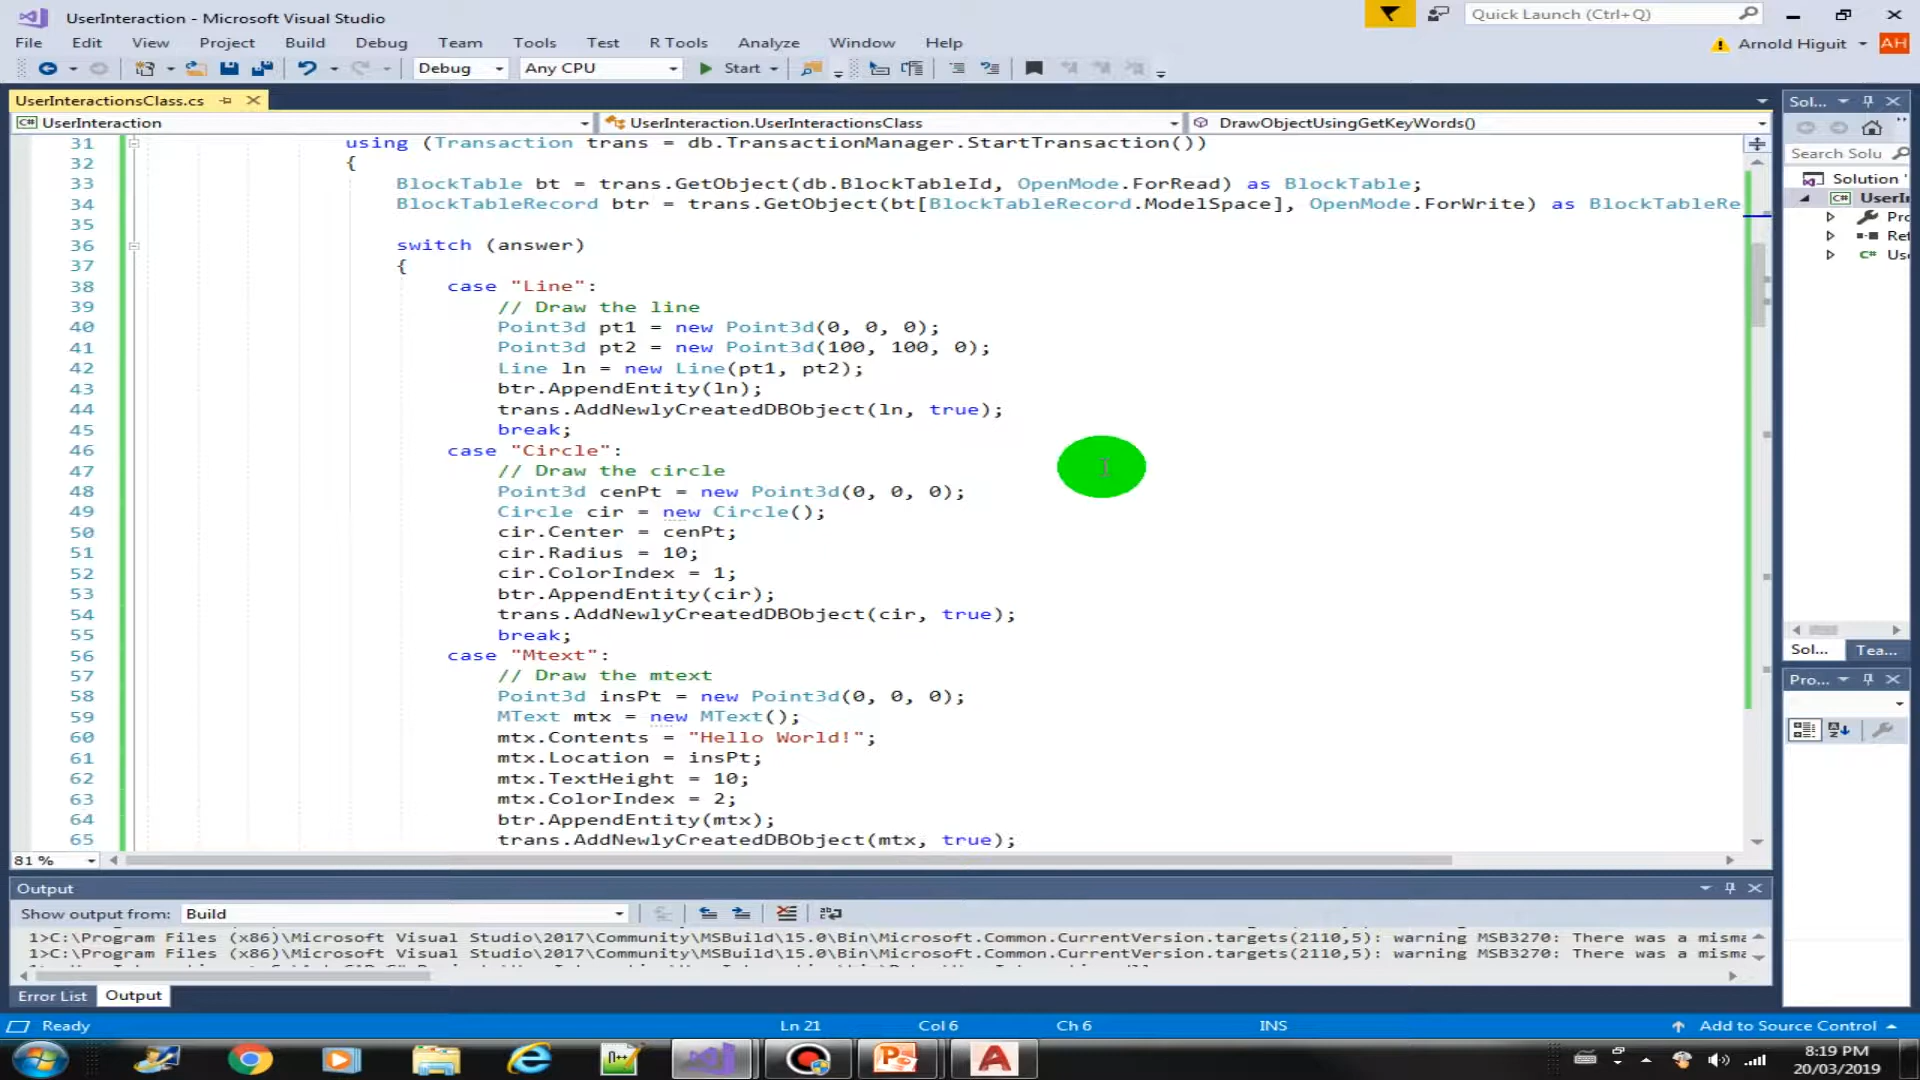 UserInteraction - Microsoft Visual Studio
Quick Launch (Ctrl+Q)
File Edit View Project Build Debug Team Tools Test R Tools Analyze Window Help
Arnold Higuit AH
Debug Any CPU Start
UserInteractionsClass.cs
C# UserInteraction UserInteraction.UserInteractionsClass DrawObjectUsingGetKeyWords()
31 using (Transaction trans = db.TransactionManager.StartTransaction())
32 {
33 BlockTable bt = trans.GetObject(db.BlockTableId, OpenMode.ForRead) as BlockTable;
34 BlockTableRecord btr = trans.GetObject(bt[BlockTableRecord.ModelSpace], OpenMode.ForWrite) as BlockTableRe
35
36 switch (answer)
37 {
38 case "Line":
39 // Draw the line
40 Point3d pt1 = new Point3d(0, 0, 0);
41 Point3d pt2 = new Point3d(100, 100, 0);
42 Line ln = new Line(pt1, pt2);
43 btr.AppendEntity(ln);
44 trans.AddNewlyCreatedDBObject(ln, true);
45 break;
46 case "Circle":
47 // Draw the circle
48 Point3d cenPt = new Point3d(0, 0, 0);
49 Circle cir = new Circle();
50 cir.Center = cenPt;
51 cir.Radius = 10;
52 cir.ColorIndex = 1;
53 btr.AppendEntity(cir);
54 trans.AddNewlyCreatedDBObject(cir, true);
55 break;
56 case "Mtext":
57 // Draw the mtext
58 Point3d insPt = new Point3d(0, 0, 0);
59 MText mtx = new MText();
60 mtx.Contents = "Hello World!";
61 mtx.Location = insPt;
62 mtx.TextHeight = 10;
63 mtx.ColorIndex = 2;
64 btr.AppendEntity(mtx);
65 trans.AddNewlyCreatedDBObject(mtx, true);
81 %
Sol...
Search Solu
Solution '
C# UserI
Pro
Ref
C# Use
Sol... Tea...
Pro...
Output
Show output from: Build
1>C:\Program Files (x86)\Microsoft Visual Studio\2017\Community\MSBuild\15.0\Bin\Microsoft.Common.CurrentVersion.targets(2110,5): warning MSB3270: There was a misma
1>C:\Program Files (x86)\Microsoft Visual Studio\2017\Community\MSBuild\15.0\Bin\Microsoft.Common.CurrentVersion.targets(2110,5): warning MSB3270: There was a misma
Error List Output
Ready Ln 21 Col 6 Ch 6 INS Add to Source Control
8:19 PM
20/03/2019